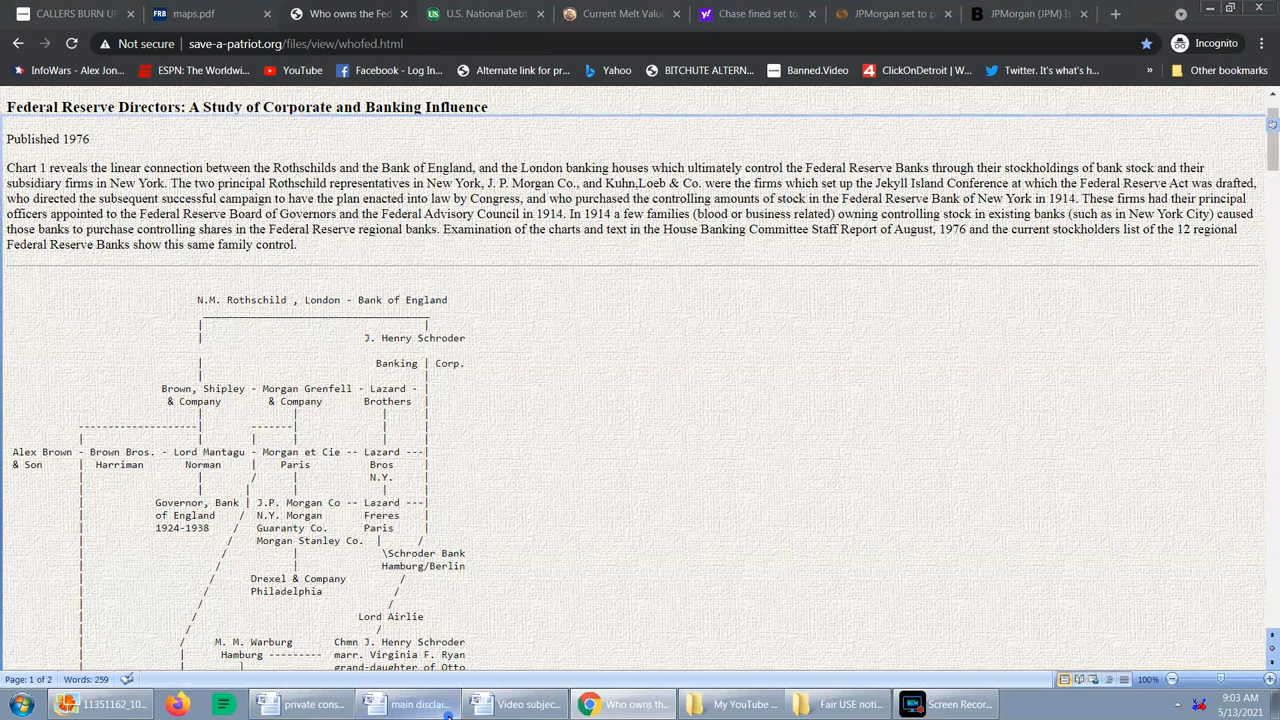 CALLERS BURN UP
FRB maps.pdf
Who owns the Fed
U.S. National Debt
Current Melt Value
Chase fined set to
JPMorgan set to p
JPMorgan (JPM) Is
Not secure save-a-patriot.org/files/view/whofed.html
Incognito
InfoWars - Alex Jon...
ESPN: The Worldwi...
YouTube
Facebook - Log In...
Alternate link for pr...
Yahoo
BITCHUTE ALTERN...
Banned.Video
ClickOnDetroit | W...
Twitter. It's what's h...
»
Other bookmarks
Federal Reserve Directors: A Study of Corporate and Banking Influence
Published 1976
Chart 1 reveals the linear connection between the Rothschilds and the Bank of England, and the London banking houses which ultimately control the Federal Reserve Banks through their stockholdings of bank stock and their
subsidiary firms in New York. The two principal Rothschild representatives in New York, J. P. Morgan Co., and Kuhn,Loeb & Co. were the firms which set up the Jekyll Island Conference at which the Federal Reserve Act was drafted,
who directed the subsequent successful campaign to have the plan enacted into law by Congress, and who purchased the controlling amounts of stock in the Federal Reserve Bank of New York in 1914. These firms had their principal
officers appointed to the Federal Reserve Board of Governors and the Federal Advisory Council in 1914. In 1914 a few families (blood or business related) owning controlling stock in existing banks (such as in New York City) caused
those banks to purchase controlling shares in the Federal Reserve regional banks. Examination of the charts and text in the House Banking Committee Staff Report of August, 1976 and the current stockholders list of the 12 regional
Federal Reserve Banks show this same family control.
N.M. Rothschild , London - Bank of England
J. Henry Schroder
Banking | Corp.
Brown, Shipley - Morgan Grenfell - Lazard -
& Company & Company Brothers
Alex Brown - Brown Bros. - Lord Mantagu - Morgan et Cie -- Lazard ---|
& Son | Harriman Norman | Paris Bros |
N.Y.
Governor, Bank | J.P. Morgan Co -- Lazard ---|
of England / N.Y. Morgan Freres
1924-1938 / Guaranty Co. Paris
Morgan Stanley Co. | /
\Schroder Bank
Hamburg/Berlin
Drexel & Company /
Philadelphia /
Lord Airlie
M. M. Warburg Chmn J. Henry Schroder
Hamburg --------- marr. Virginia F. Ryan
grand-daughter of Otto
Page: 1 of 2 Words: 259 100%
11351162_10...
private cons...
main disclai...
Video subjec...
Who owns th...
My YouTube ...
Fair USE noti...
Screen Recor...
9:03 AM
5/13/2021